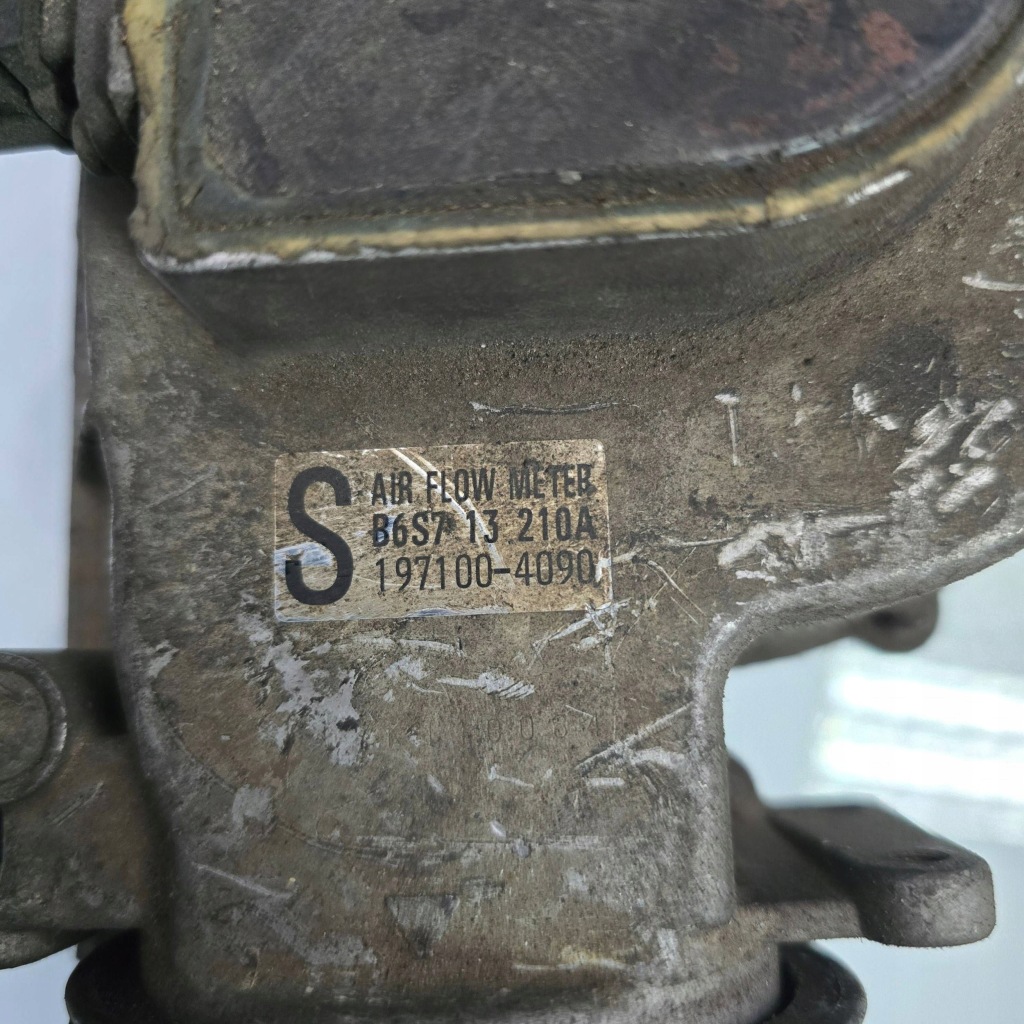 S
AIR FLOW METER
B6S7 13 210A
197100-4090